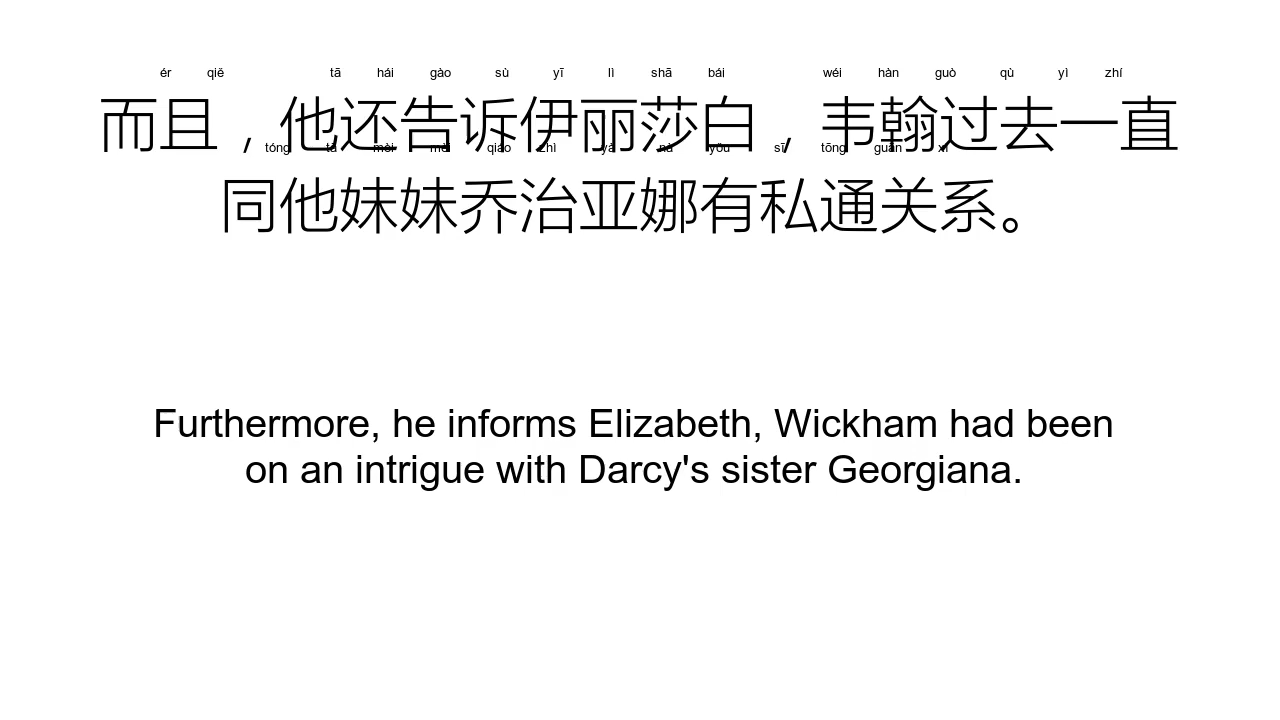 ér qiě tā hái gào sù yī lì shā bái wéi hàn guò qù yì zhí
而且，他还告诉伊丽莎白，韦翰过去一直
tóng tā mèi mèi qiáo zhì yà nà yǒu sī tōng guān xì
同他妹妹乔治亚娜有私通关系。
Furthermore, he informs Elizabeth, Wickham had been
on an intrigue with Darcy's sister Georgiana.